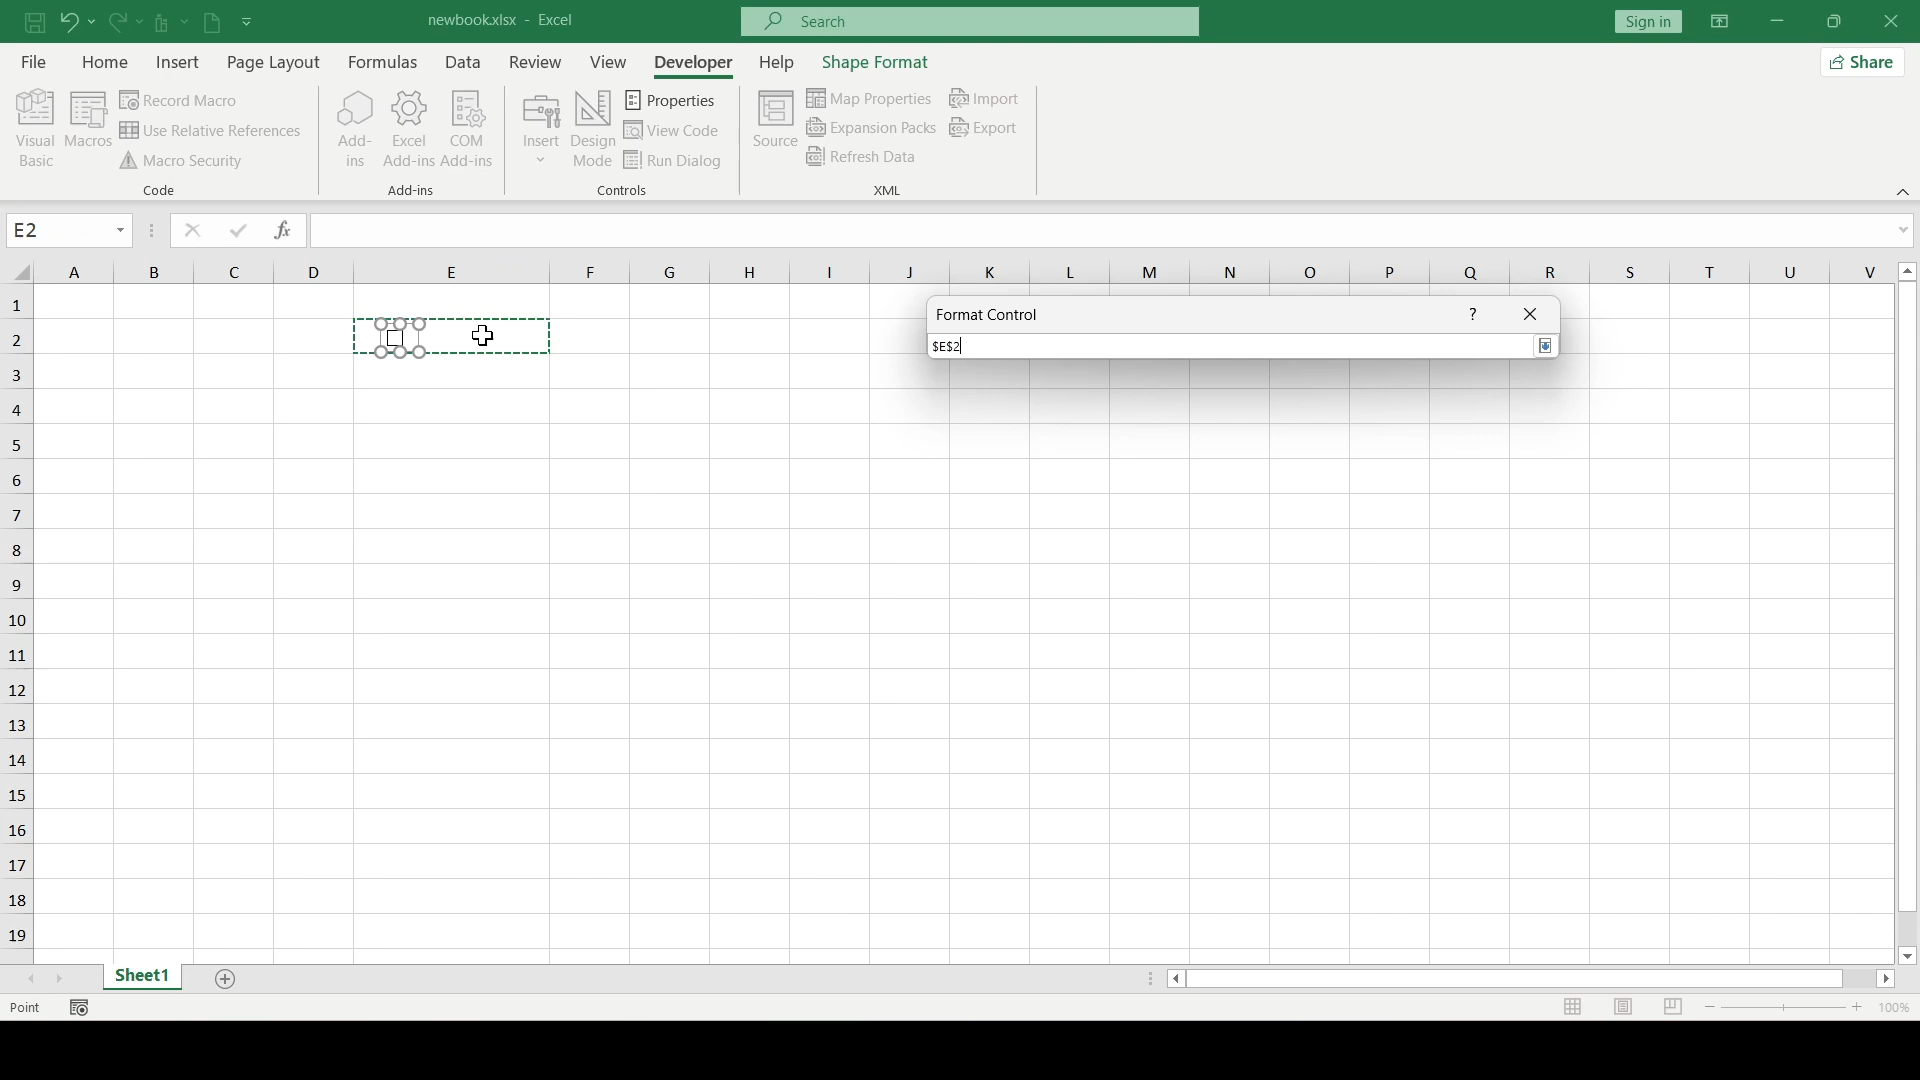 newbook.xlsx - Excel
Search
Sign in
File Home Insert Page Layout Formulas Data Review View Developer Help Shape Format
Share
Visual Basic
Macros
Record Macro
Use Relative References
Macro Security
Code
Add-ins
Excel Add-ins
COM Add-ins
Add-ins
Insert
Design Mode
Properties
View Code
Run Dialog
Controls
Source
Map Properties
Expansion Packs
Refresh Data
Import
Export
XML
E2
fx
A B C D E F G H I J K L M N O P Q R S T U V
Format Control ?
$E$2
1
2
3
4
5
6
7
8
9
10
11
12
13
14
15
16
17
18
19
Sheet1
Point
100%